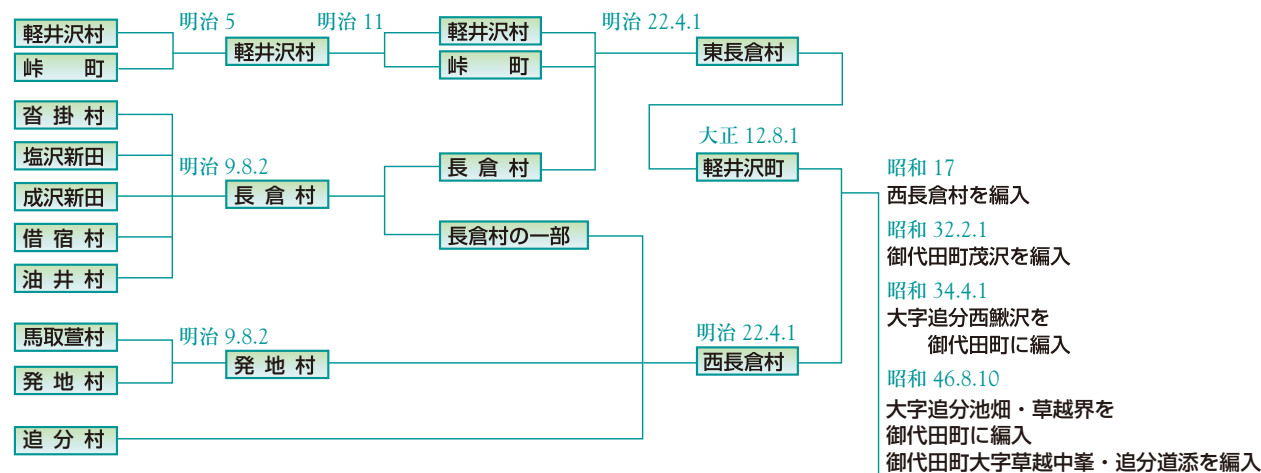 明治 5
明治 11
明治 22.4.1
軽井沢村
峠 町
軽井沢村
軽井沢村
峠 町
東長倉村
沓 掛 村
塩沢新田
成沢新田
借 宿 村
油 井 村
明治 9.8.2
長 倉 村
長 倉 村
長倉村の一部
大正 12.8.1
軽井沢町
馬取萱村
発 地 村
明治 9.8.2
発 地 村
追 分 村
明治 22.4.1
西長倉村
昭和 17
西長倉村を編入
昭和 32.2.1
御代田町茂沢を編入
昭和 34.4.1
大字追分西鰍沢を
御代田町に編入
昭和 46.8.10
大字追分池畑・草越界を
御代田町に編入
御代田町大字草越中峯・追分道添を編入